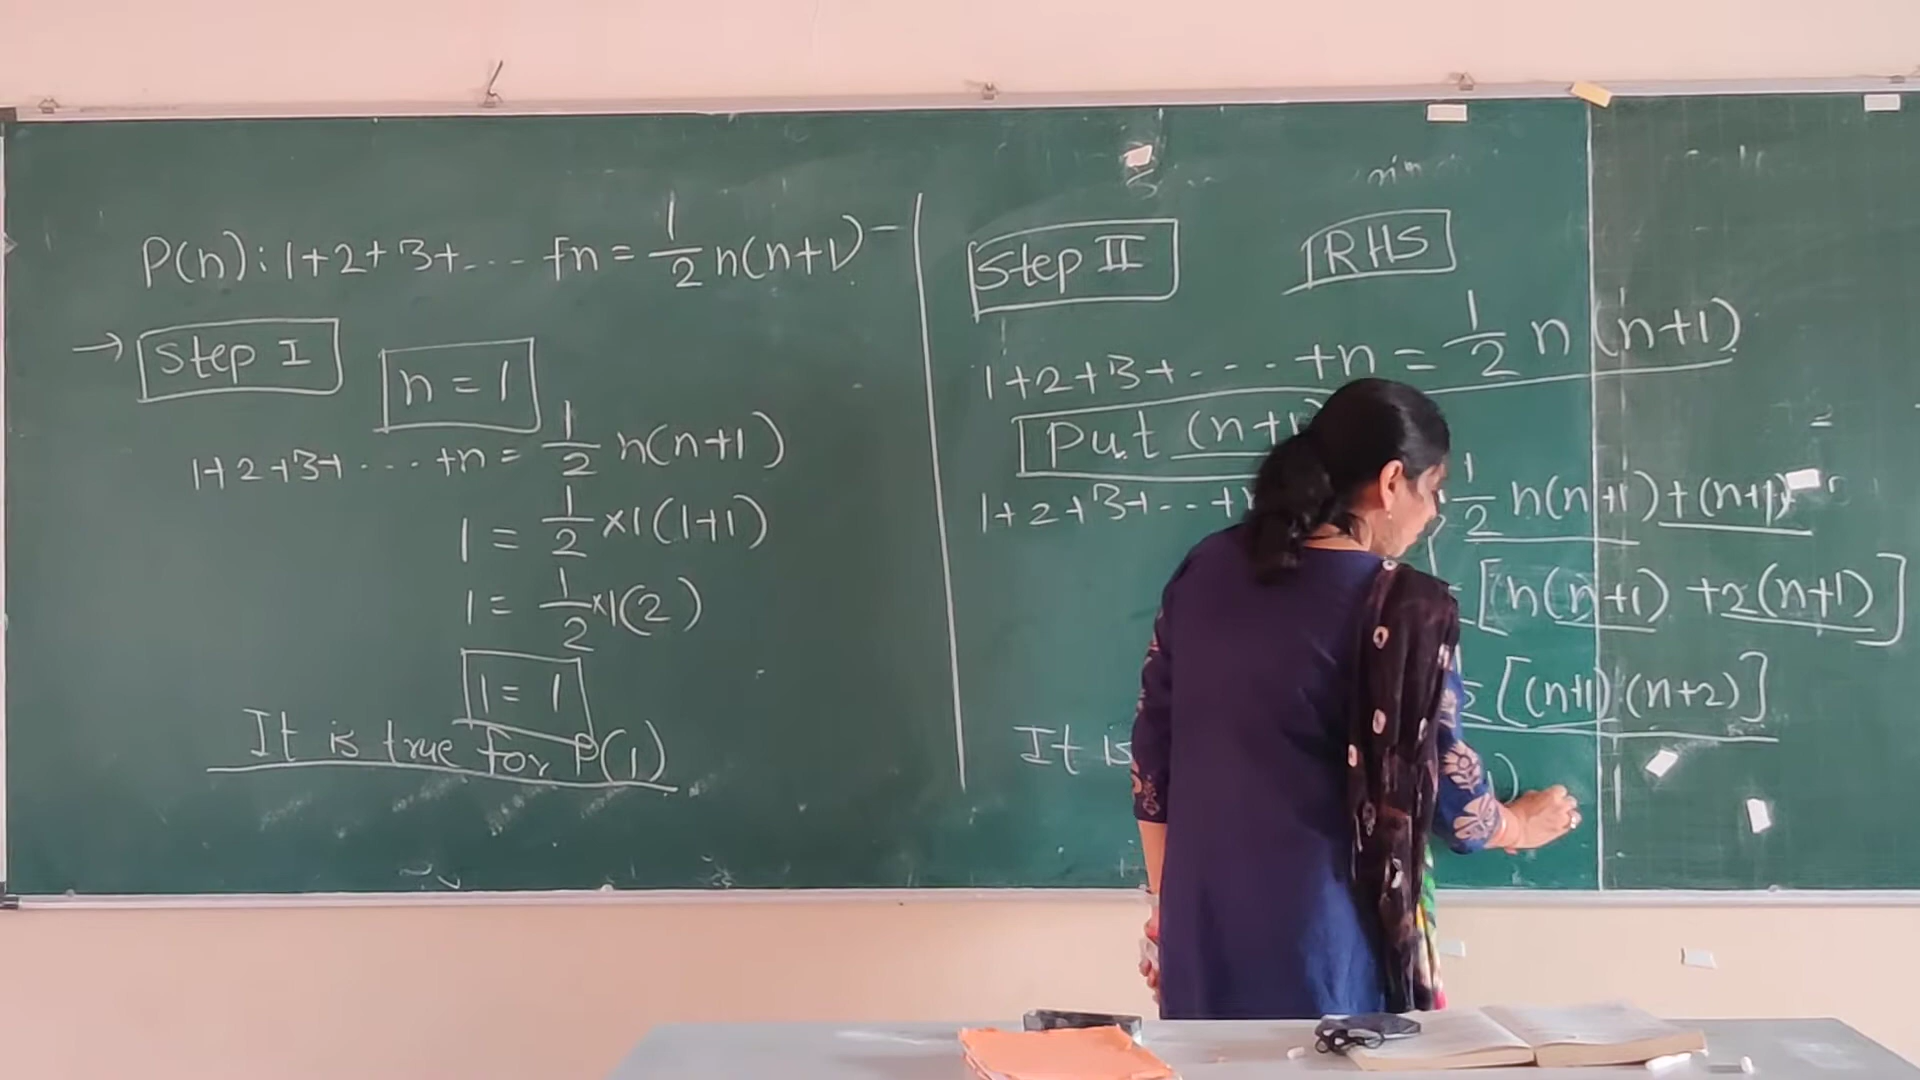 P(n): 1+2+3+... +n = 1/2 n(n+1) –
→ Step I
n = 1
1+2+3+ ... +n = 1/2 n(n+1)
1 = 1/2 ×1(1+1)
1 = 1/2 ×1(2)
1 = 1
It is true for P(1)
Step II RHS
1+2+3+ .... +n = 1/2 n(n+1)
Put (n+1
1+2+3+...+ 1/2 n(n+1)+(n+1)
[n(n+1) +2(n+1)]
[(n+1)(n+2)]
It is )